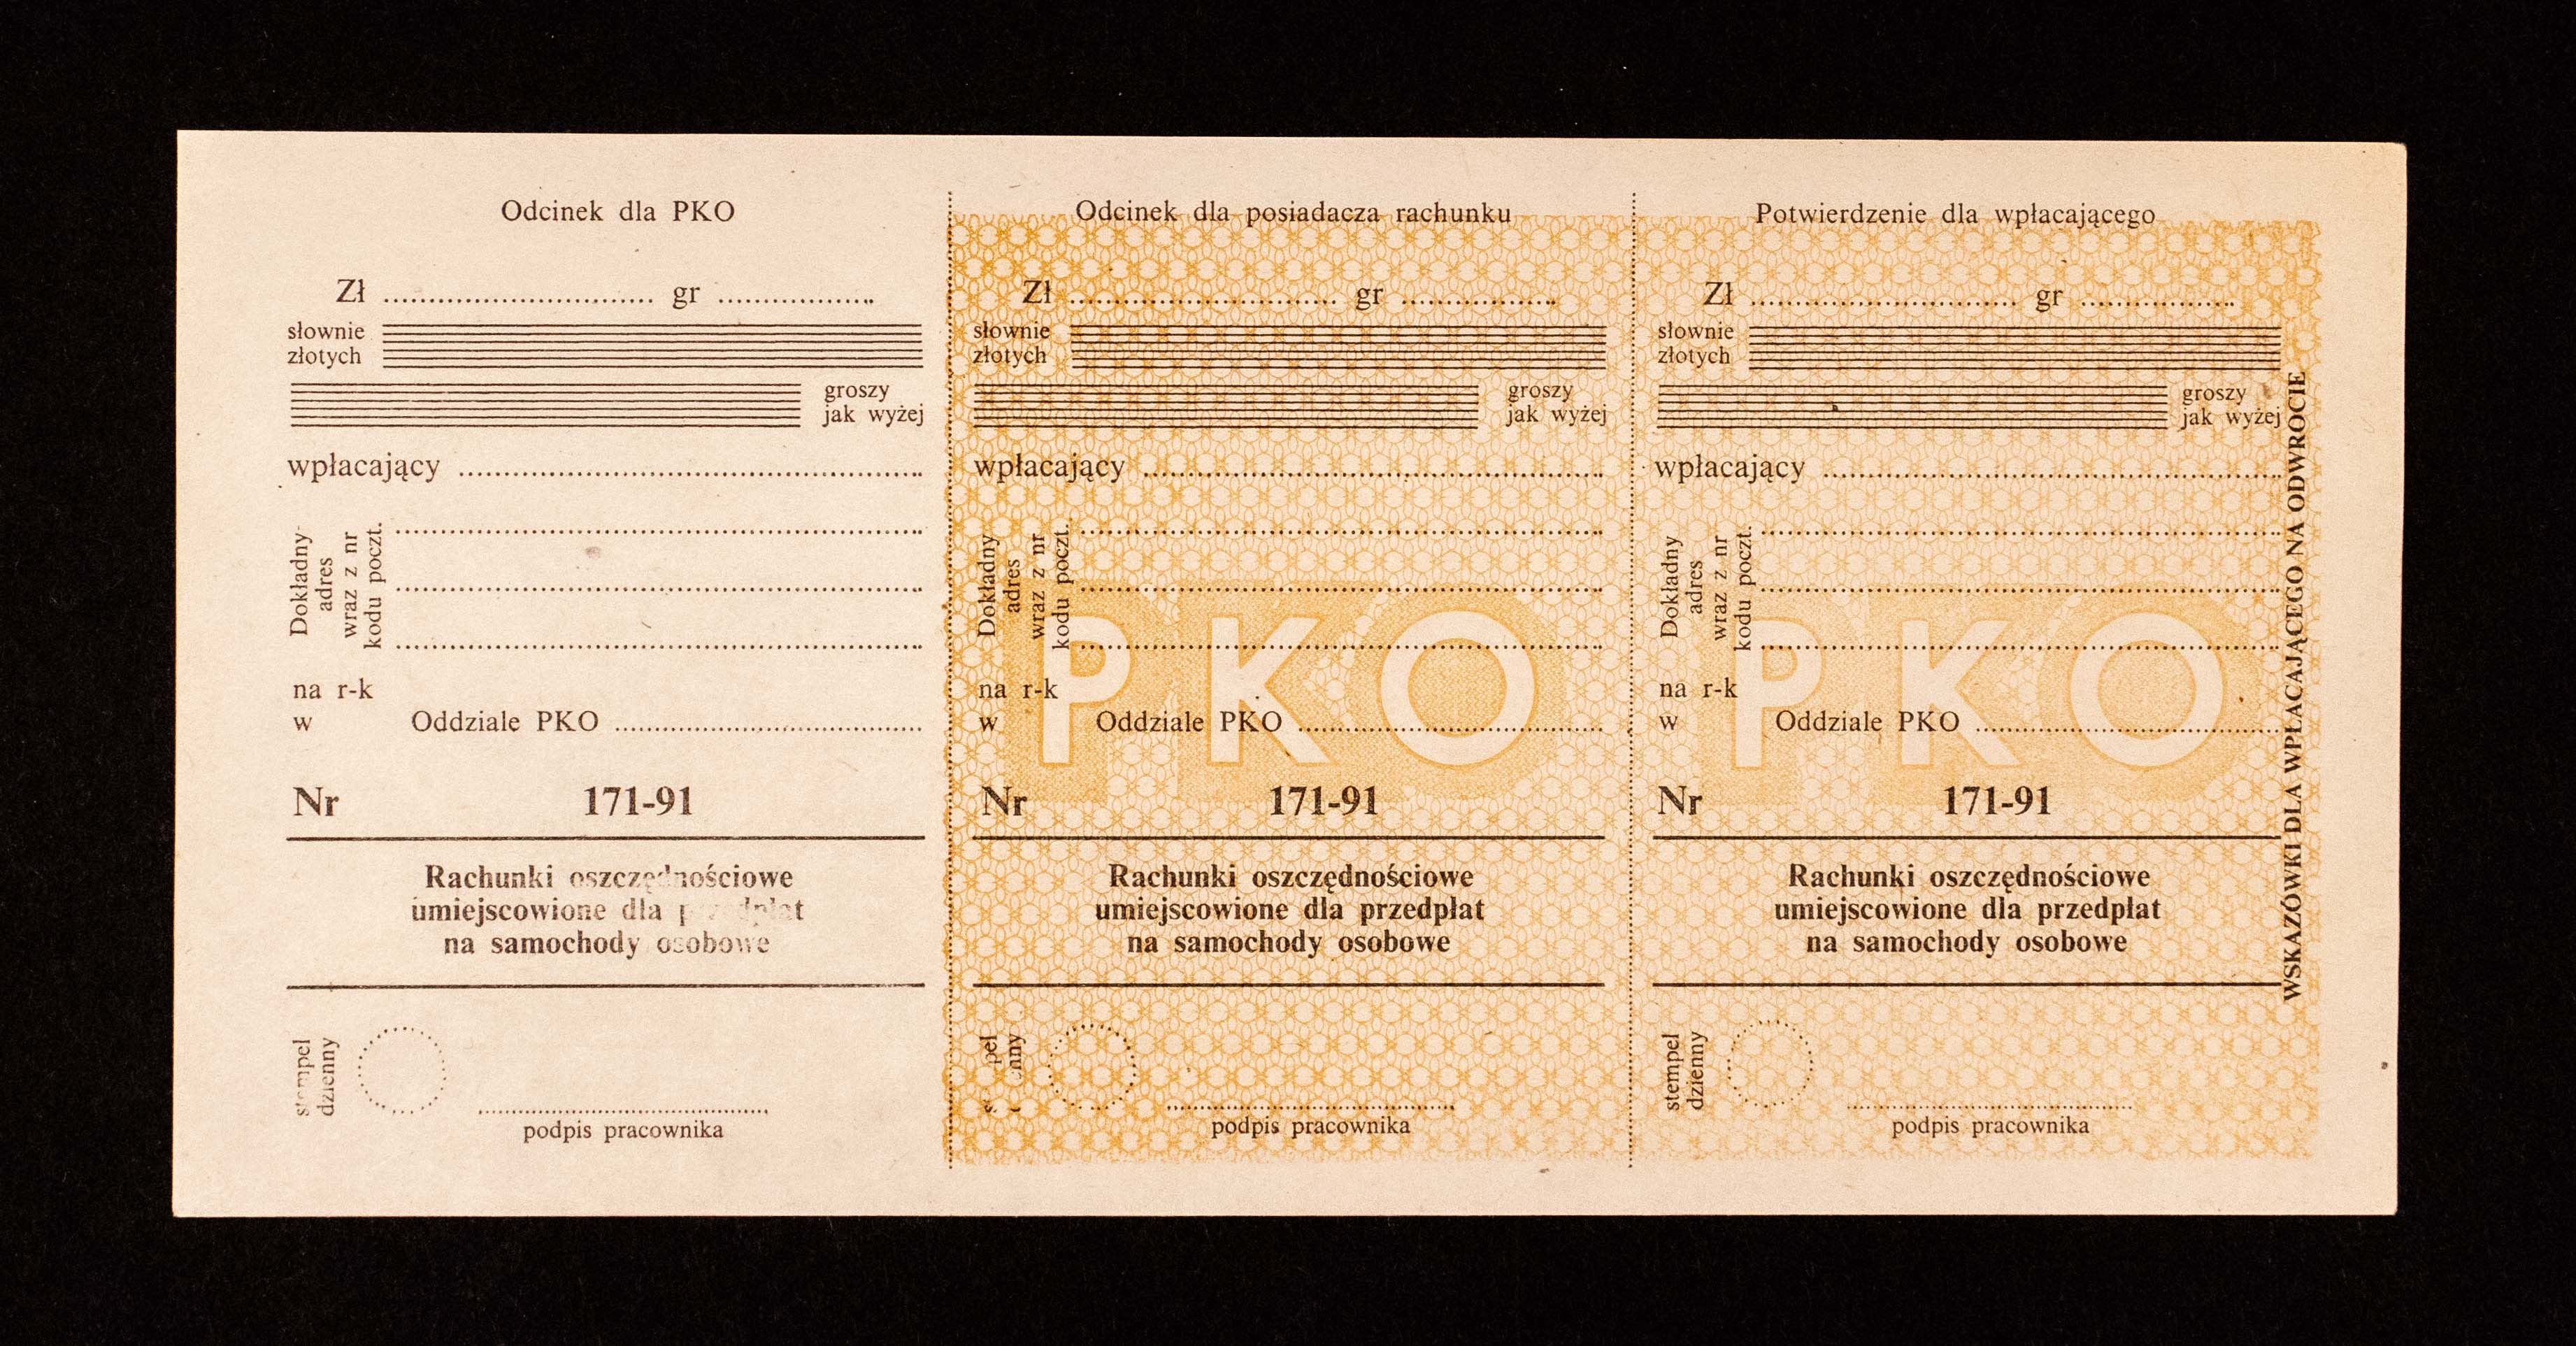 Odcinek dla PKO
Zł ........................... gr ..................
słownie
złotych
groszy
jak wyżej
wpłacający
Dokładny
adres
wraz z nr
kodu poczt.
na r-k
w Oddziale PKO
Nr 171-91
Rachunki oszczędnościowe
umiejscowione dla przedpłat
na samochody osobowe
stempel
dzienny
podpis pracownika
Odcinek dla posiadacza rachunku
Zł ........................... gr ..................
słownie
złotych
groszy
jak wyżej
wpłacający
Dokładny
adres
wraz z nr
kodu poczt.
PKO
na r-k
w Oddziale PKO
Nr 171-91
Rachunki oszczędnościowe
umiejscowione dla przedpłat
na samochody osobowe
stempel
dzienny
podpis pracownika
Potwierdzenie dla wpłacającego
Zł ........................... gr ..................
słownie
złotych
groszy
jak wyżej
wpłacający
Dokładny
adres
wraz z nr
kodu poczt.
PKO
na r-k
w Oddziale PKO
Nr 171-91
Rachunki oszczędnościowe
umiejscowione dla przedpłat
na samochody osobowe
stempel
dzienny
podpis pracownika
WSKAZÓWKI DLA WPŁACAJĄCEGO NA ODWROCIE